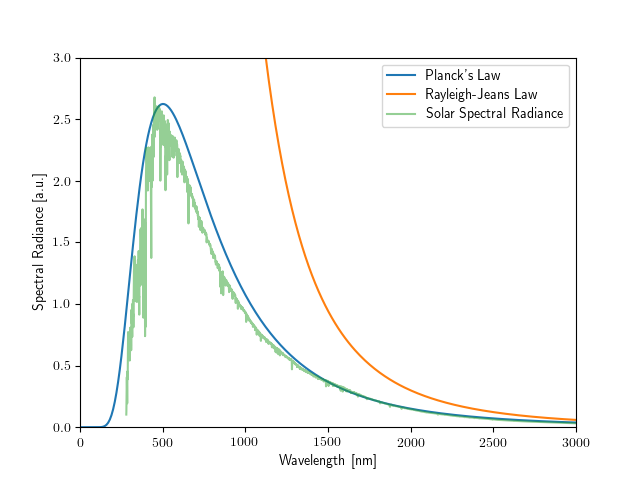 Planck's Law
Rayleigh-Jeans Law
Solar Spectral Radiance
Spectral Radiance [a.u.]
3.0
2.5
2.0
1.5
1.0
0.5
0.0
0 500 1000 1500 2000 2500 3000
Wavelength [nm]